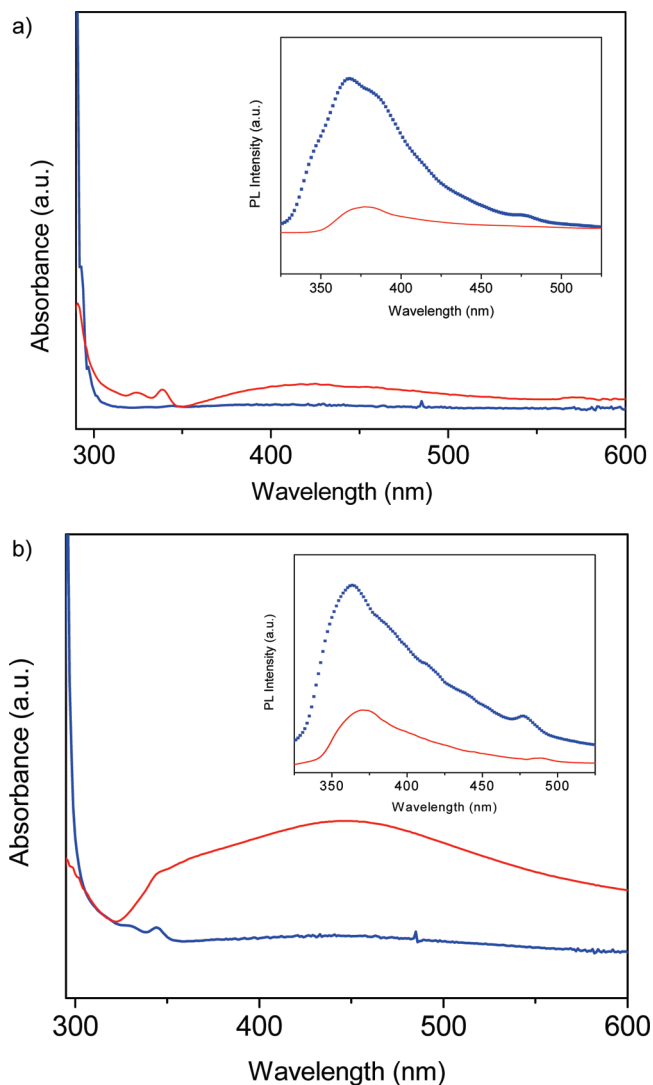 a)
Absorbance (a.u.)
PL Intensity (a.u.)
350 400 450 500
Wavelength (nm)
300 400 500 600
Wavelength (nm)
b)
Absorbance (a.u.)
PL Intensity (a.u.)
350 400 450 500
Wavelength (nm)
300 400 500 600
Wavelength (nm)